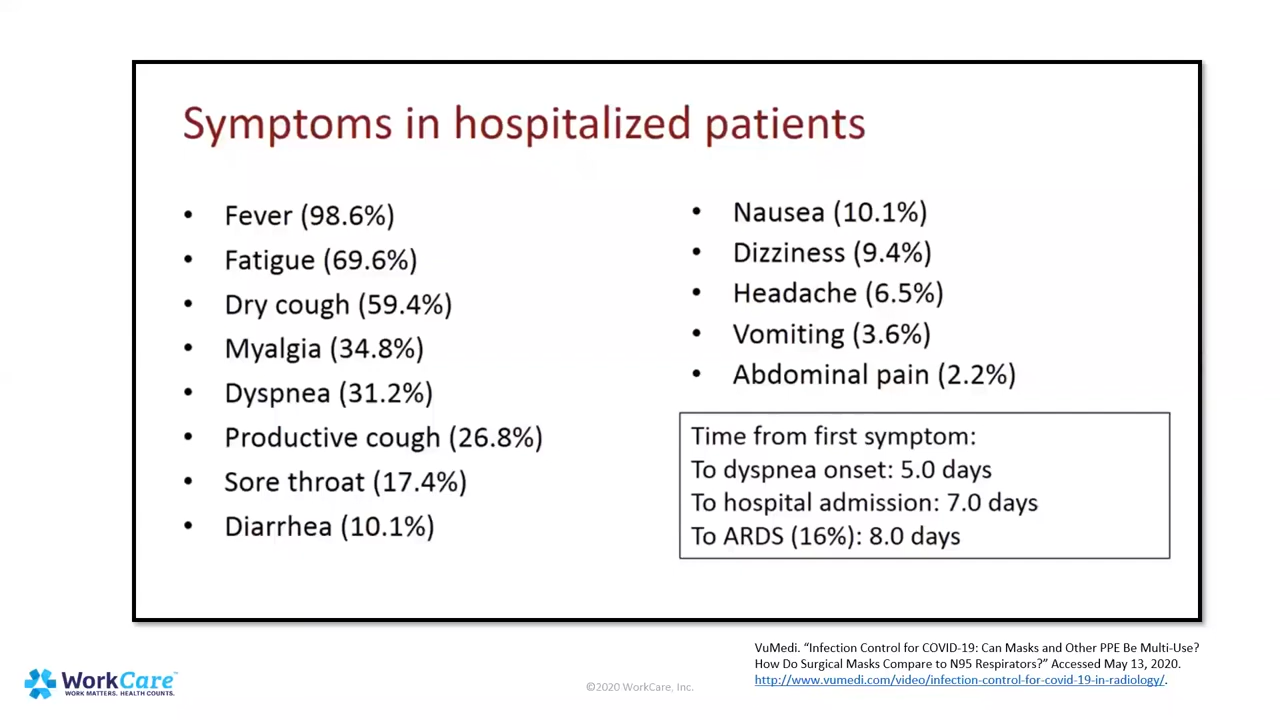 Symptoms in hospitalized patients
• Fever (98.6%)
• Fatigue (69.6%)
• Dry cough (59.4%)
• Myalgia (34.8%)
• Dyspnea (31.2%)
• Productive cough (26.8%)
• Sore throat (17.4%)
• Diarrhea (10.1%)
• Nausea (10.1%)
• Dizziness (9.4%)
• Headache (6.5%)
• Vomiting (3.6%)
• Abdominal pain (2.2%)
Time from first symptom:
To dyspnea onset: 5.0 days
To hospital admission: 7.0 days
To ARDS (16%): 8.0 days
VuMedi. “Infection Control for COVID-19: Can Masks and Other PPE Be Multi-Use?
How Do Surgical Masks Compare to N95 Respirators?” Accessed May 13, 2020.
http://www.vumedi.com/video/infection-control-for-covid-19-in-radiology/.
WorkCare™
WORK MATTERS. HEALTH COUNTS.
©2020 WorkCare, Inc.